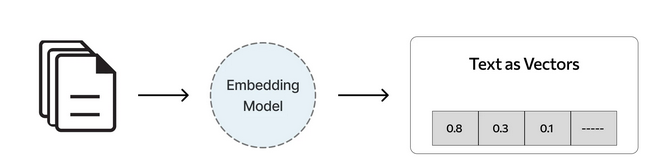 Embedding
Model
Text as Vectors
0.8 0.3 0.1 -----